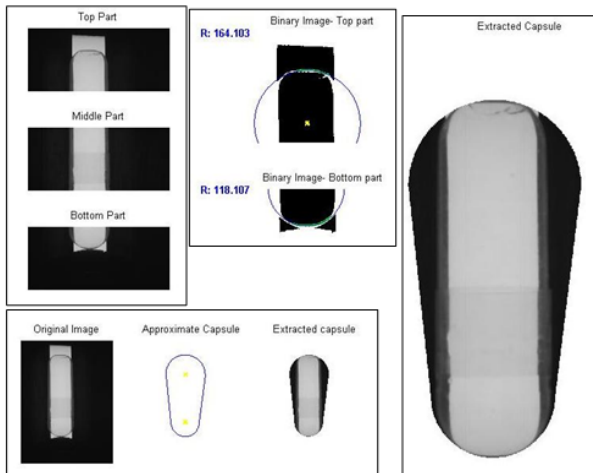 Top Part
Middle Part
Bottom Part
Binary Image- Top part
R: 164.103
Binary Image- Bottom part
R: 118.107
Extracted Capsule
Original Image
Approximate Capsule
Extracted capsule